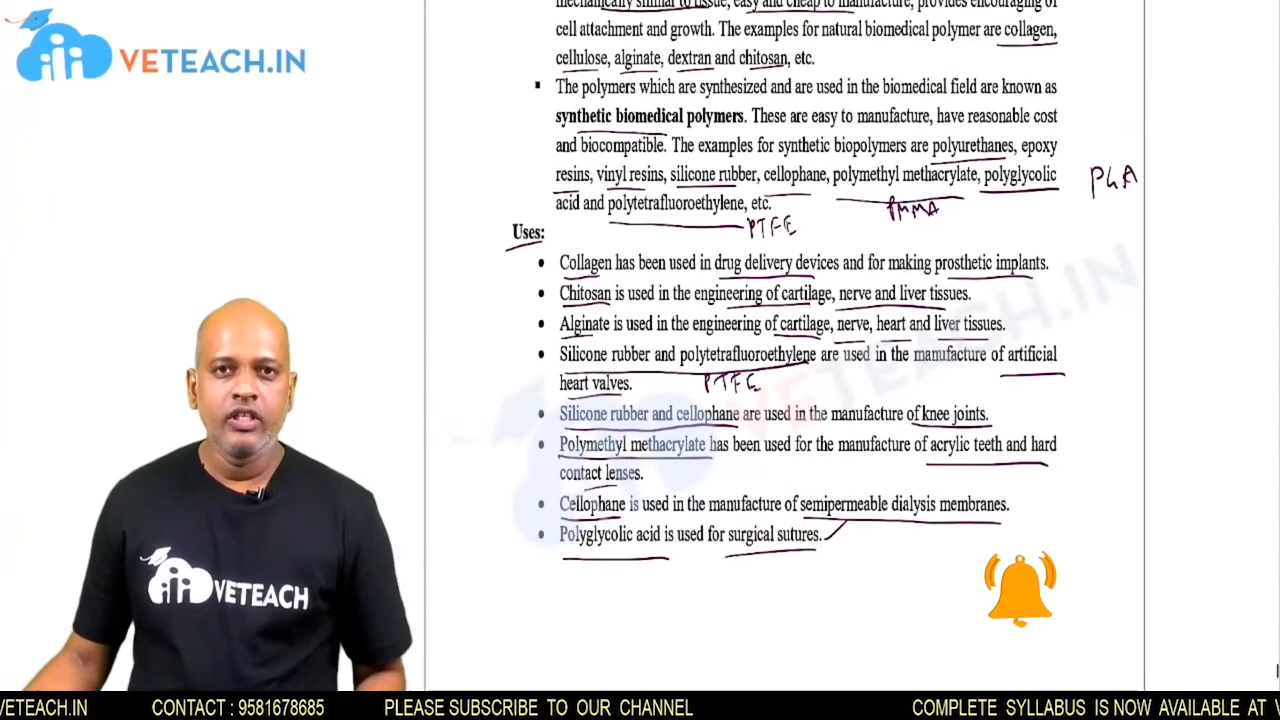 VETEACH.IN
mechanically similar to tissue, easy and cheap to manufacture, provides encouraging of
cell attachment and growth. The examples for natural biomedical polymer are collagen,
cellulose, alginate, dextran and chitosan, etc.
▪ The polymers which are synthesized and are used in the biomedical field are known as
synthetic biomedical polymers. These are easy to manufacture, have reasonable cost
and biocompatible. The examples for synthetic biopolymers are polyurethanes, epoxy
resins, vinyl resins, silicone rubber, cellophane, polymethyl methacrylate, polyglycolic
PGA
acid and polytetrafluoroethylene, etc.
PMMA
PTFE
Uses:
• Collagen has been used in drug delivery devices and for making prosthetic implants.
• Chitosan is used in the engineering of cartilage, nerve and liver tissues.
• Alginate is used in the engineering of cartilage, nerve, heart and liver tissues.
• Silicone rubber and polytetrafluoroethylene are used in the manufacture of artificial
heart valves.
PTFE
• Silicone rubber and cellophane are used in the manufacture of knee joints.
• Polymethyl methacrylate has been used for the manufacture of acrylic teeth and hard
contact lenses.
• Cellophane is used in the manufacture of semipermeable dialysis membranes.
• Polyglycolic acid is used for surgical sutures.
VETEACH.IN
VETEACH
VETEACH.IN CONTACT : 9581678685 PLEASE SUBSCRIBE TO OUR CHANNEL COMPLETE SYLLABUS IS NOW AVAILABLE AT V